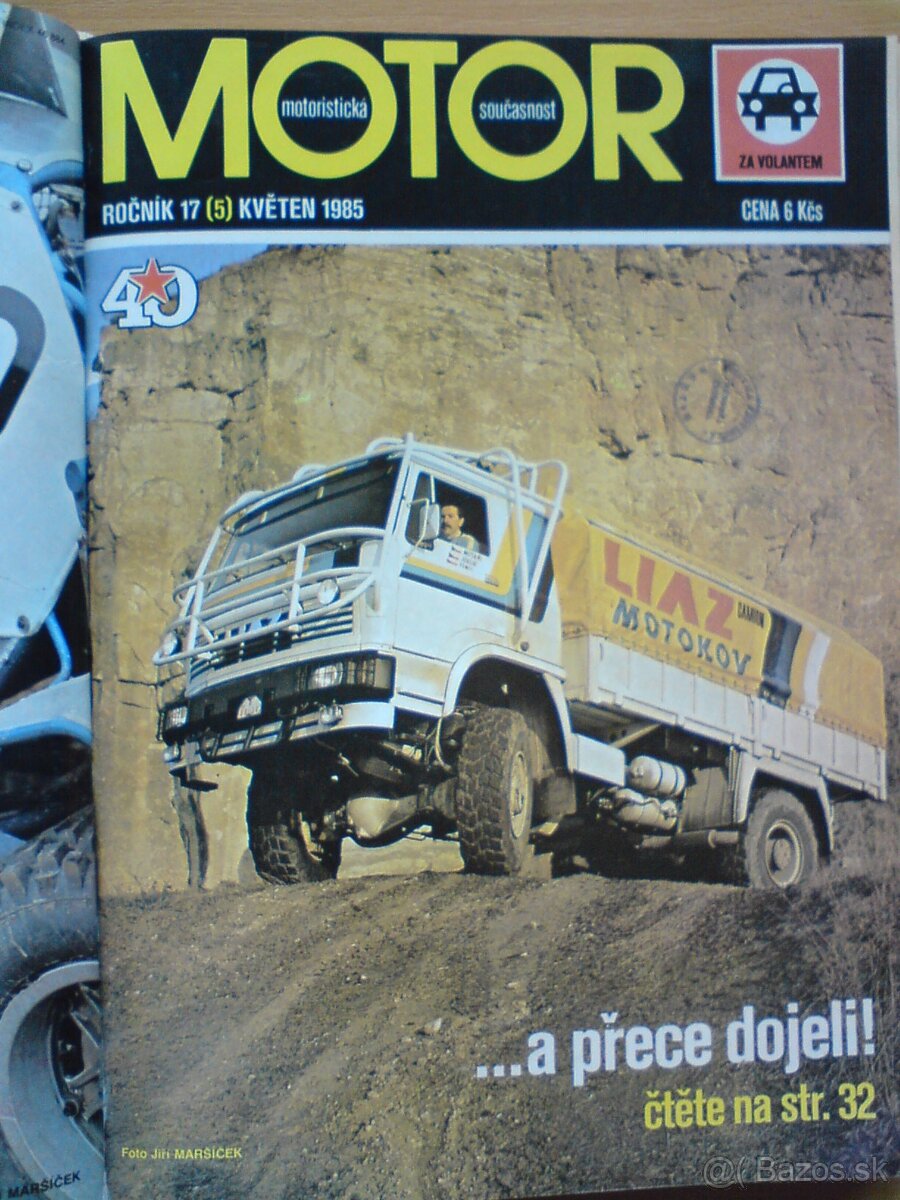 MOTOR
motoristická
současnost
ZA VOLANTEM
ROČNÍK 17 (5) KVĚTEN 1985
CENA 6 Kčs
40
LIAZ
CAMION
MOTOKOV
...a přece dojeli!
čtěte na str. 32
Foto Jiří MARŠÍČEK
MARŠÍČEK
@( Bazos.sk